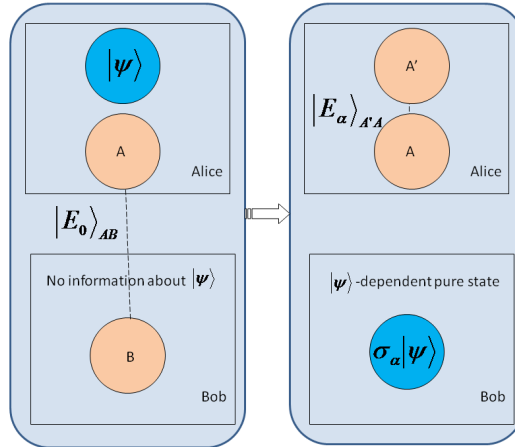 |ψ⟩
A
Alice
|E₀⟩_AB
No information about |ψ⟩
B
Bob
A'
|E_α⟩_A'A
A
Alice
|ψ⟩-dependent pure state
σ_α|ψ⟩
Bob